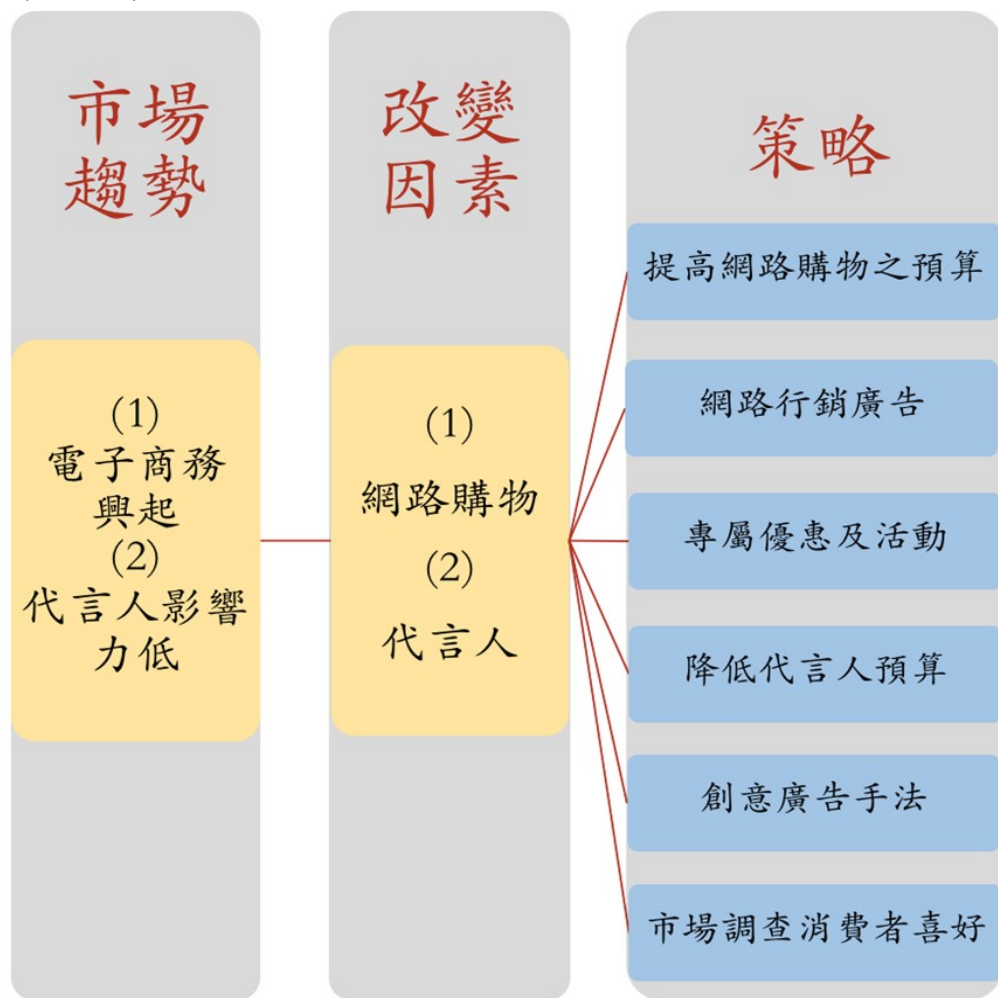 市場
趨勢
(1)
電子商務
興起
(2)
代言人影響
力低
改變
因素
(1)
網路購物
(2)
代言人
策略
提高網路購物之預算
網路行銷廣告
專屬優惠及活動
降低代言人預算
創意廣告手法
市場調查消費者喜好